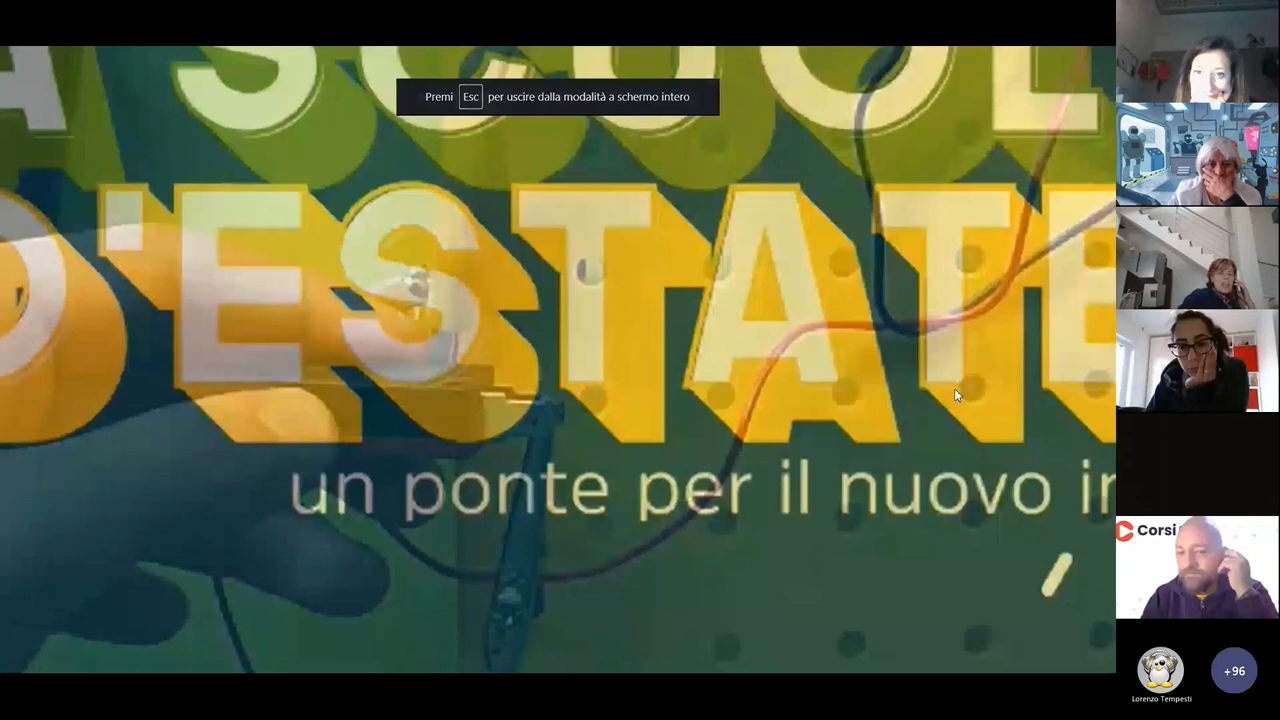 A SCUOL
Premi Esc per uscire dalla modalità a schermo intero
D'ESTATE
un ponte per il nuovo in
Corsi
Lorenzo Tempesti
+96